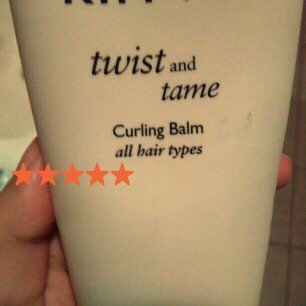 twist and
tame
Curling Balm
all hair types